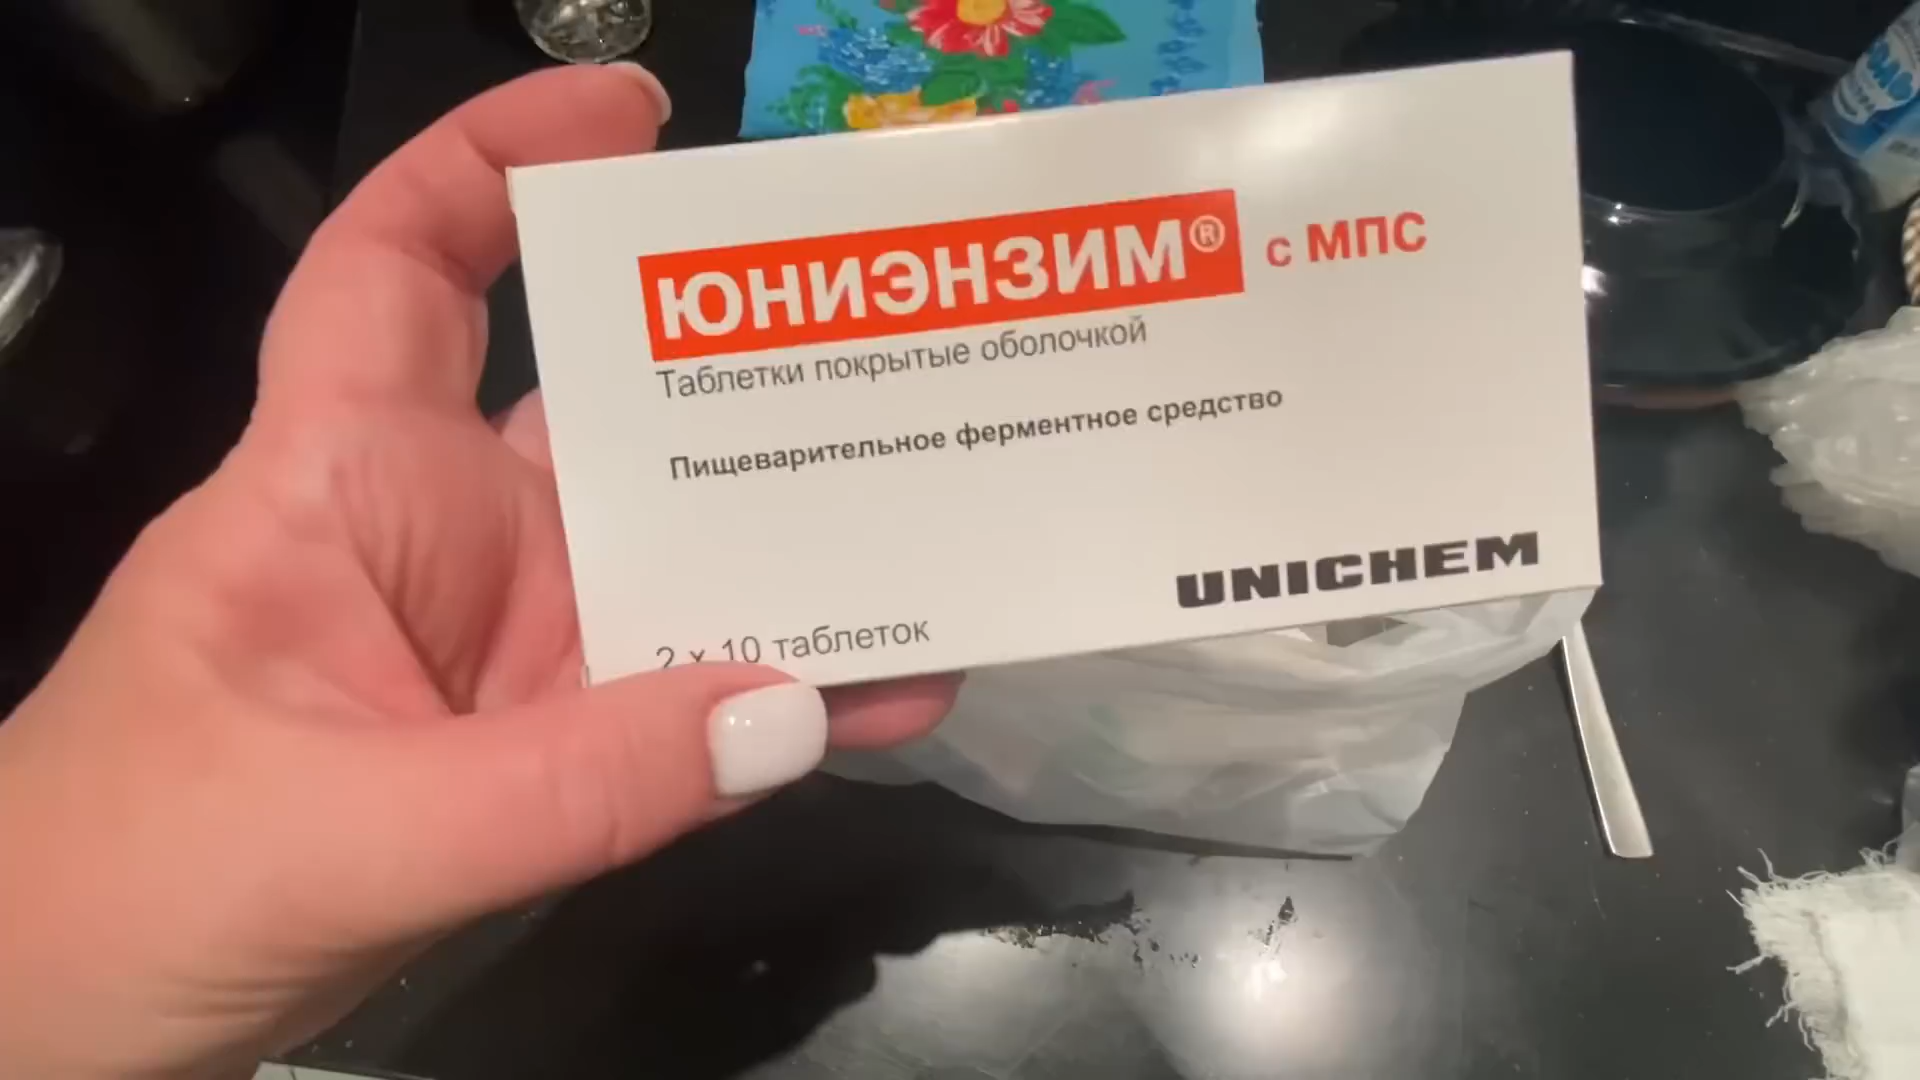 ЮНИЭНЗИМ® с МПС
Таблетки покрытые оболочкой
Пищеварительное ферментное средство
UNICHEM
2 x 10 таблеток